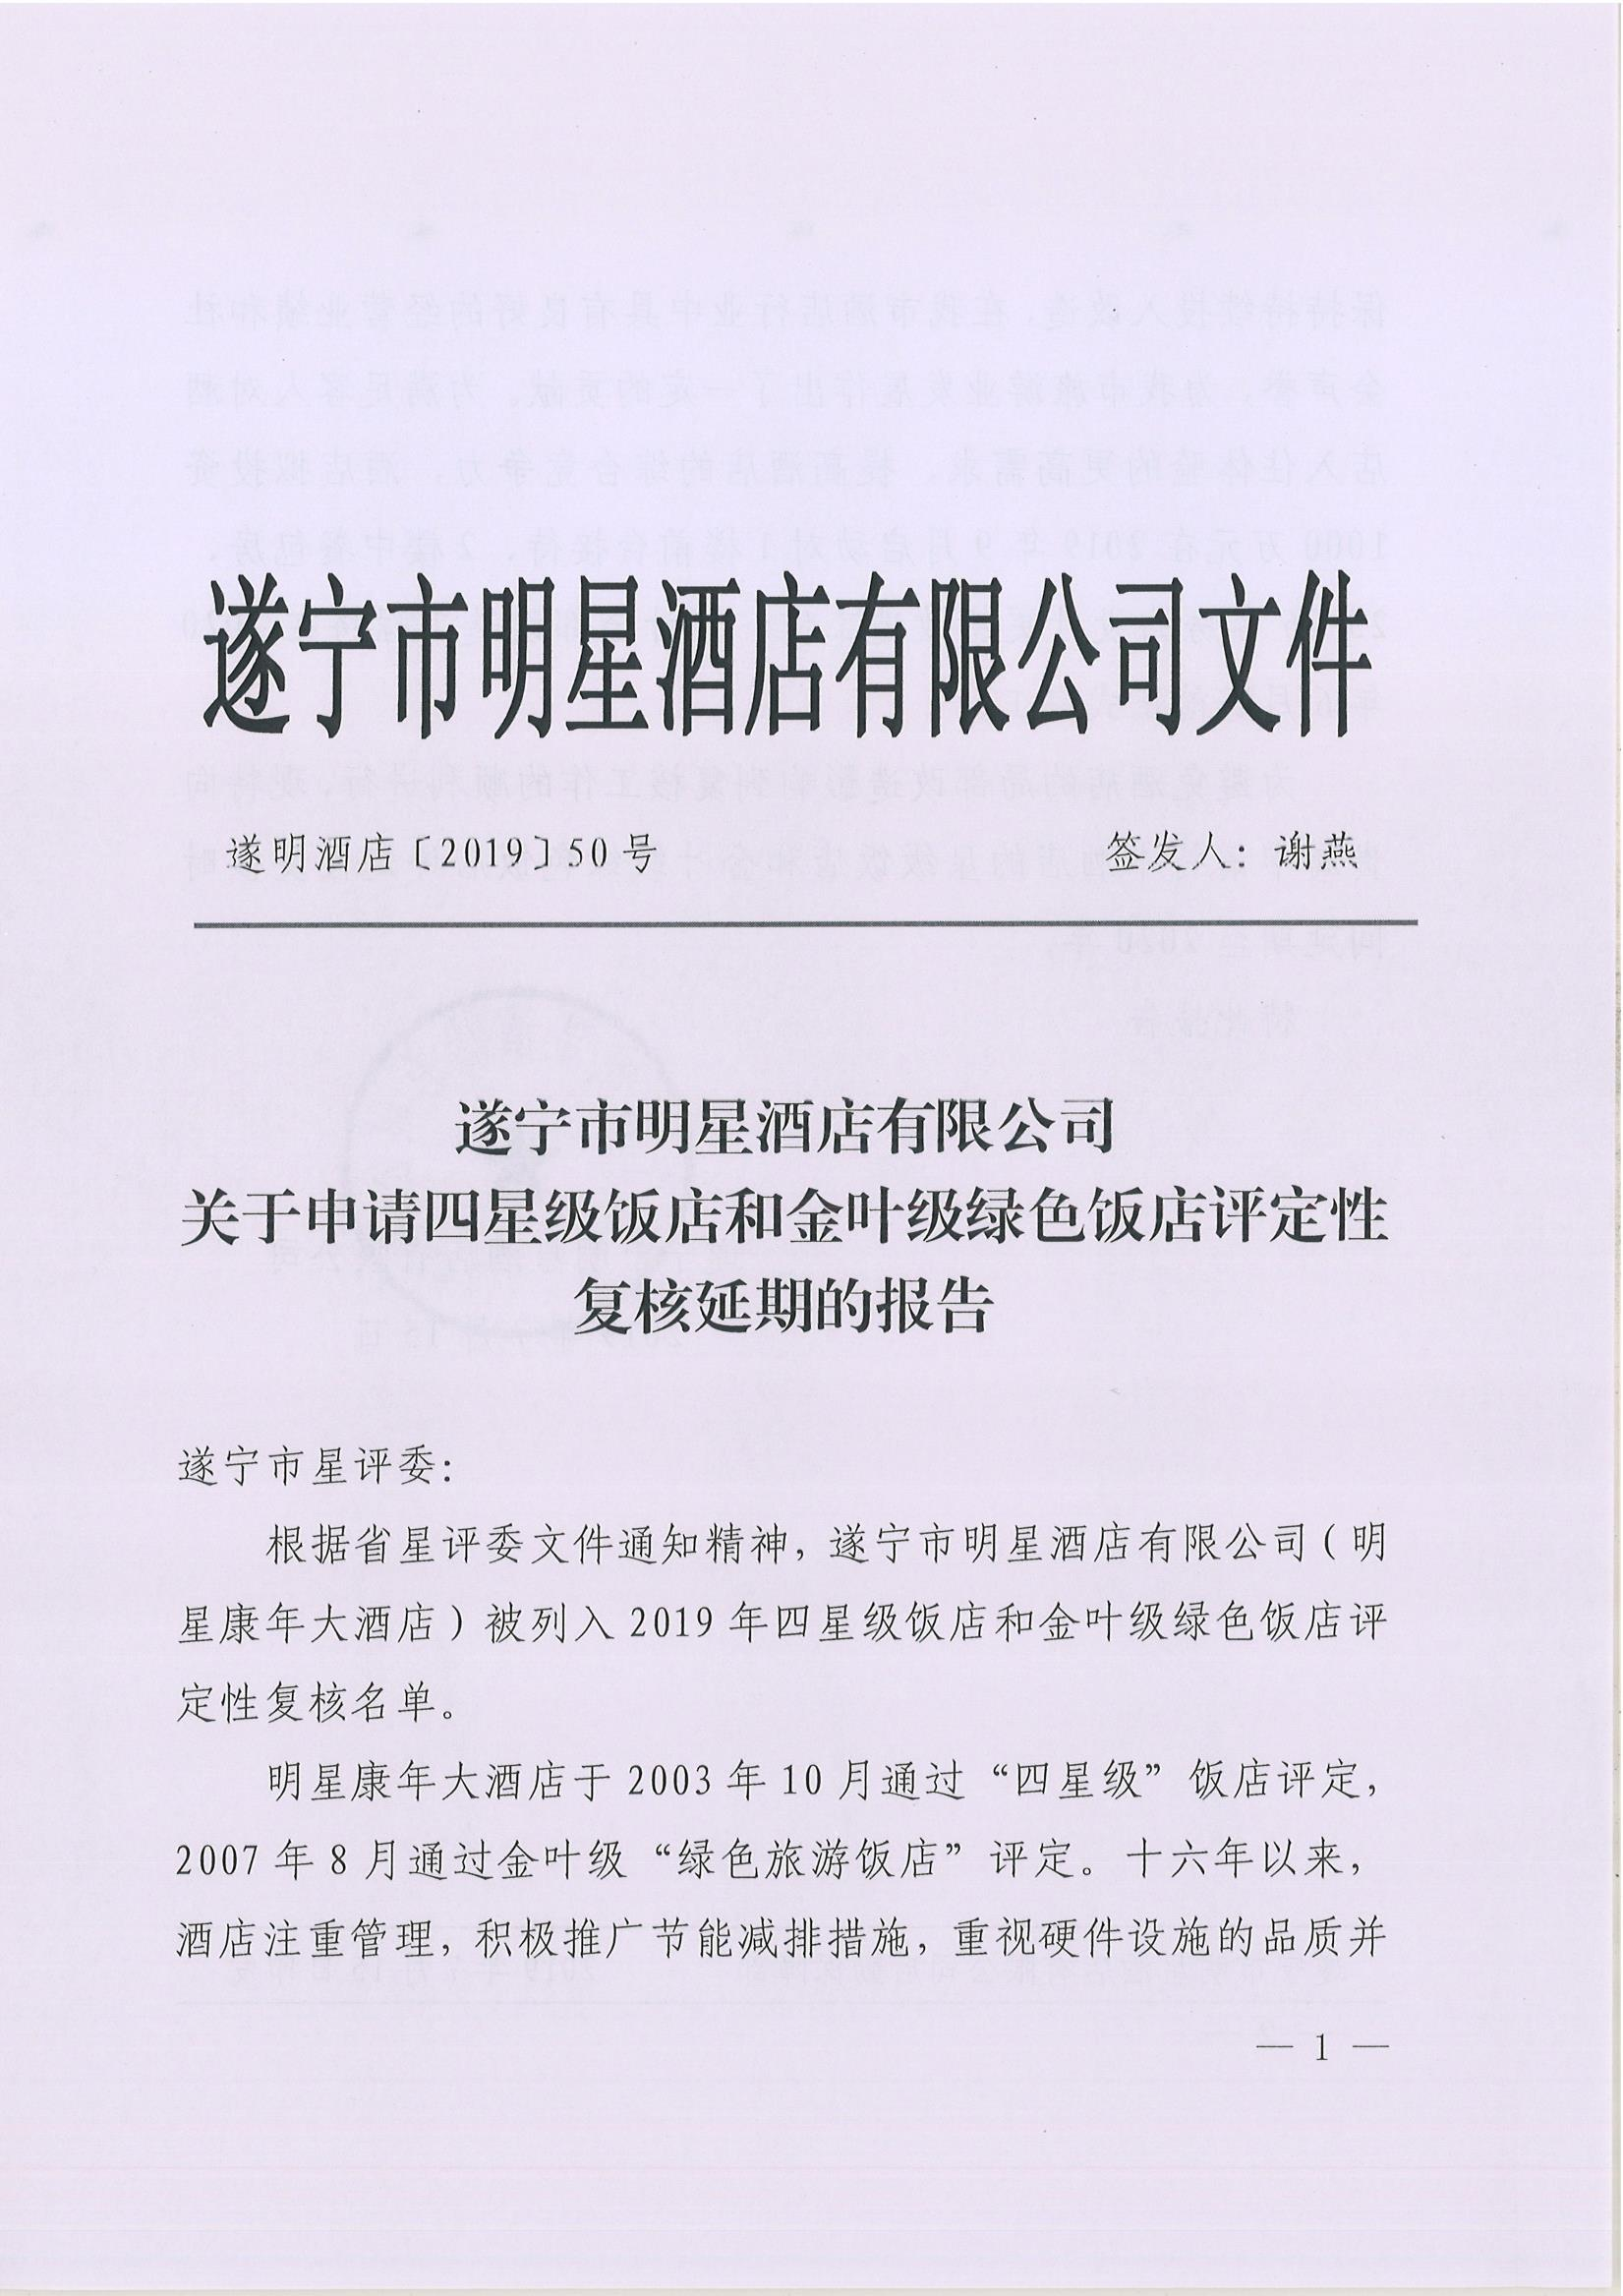 遂宁市明星酒店有限公司文件
遂明酒店〔2019〕50号 签发人：谢燕
遂宁市明星酒店有限公司
关于申请四星级饭店和金叶级绿色饭店评定性
复核延期的报告
遂宁市星评委：
根据省星评委文件通知精神，遂宁市明星酒店有限公司（明
星康年大酒店）被列入2019年四星级饭店和金叶级绿色饭店评
定性复核名单。
明星康年大酒店于2003年10月通过“四星级”饭店评定，
2007年8月通过金叶级“绿色旅游饭店”评定。十六年以来，
酒店注重管理，积极推广节能减排措施，重视硬件设施的品质并
— 1 —